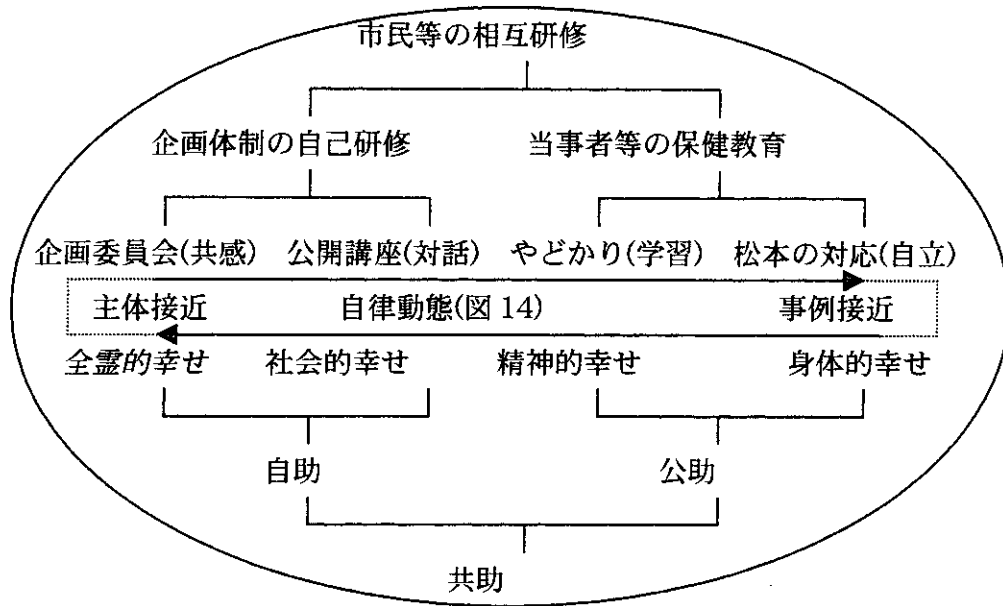 市民等の相互研修
企画体制の自己研修 当事者等の保健教育
企画委員会(共感) 公開講座(対話) やどかり(学習) 松本の対応(自立)
主体接近 自律動態(図 14) 事例接近
全霊的幸せ 社会的幸せ 精神的幸せ 身体的幸せ
自助 公助
共助